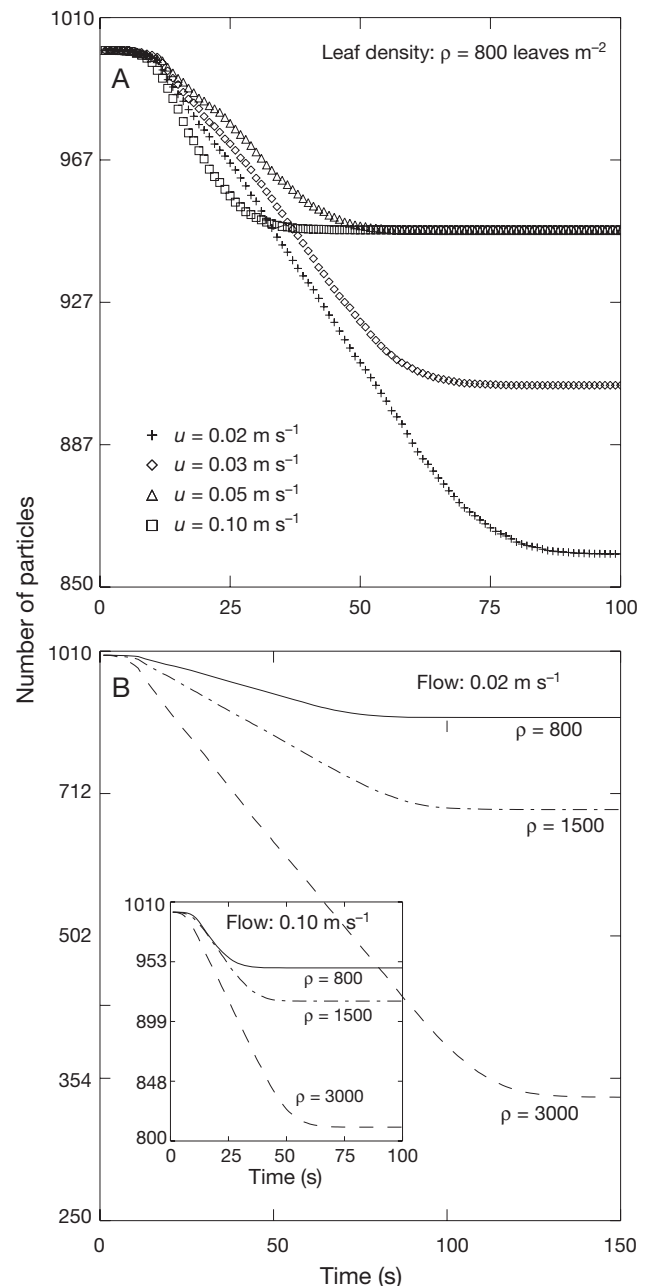 Number of particles
1010
967
927
887
850
A
Leaf density: ρ = 800 leaves m⁻²
+ u = 0.02 m s⁻¹
◇ u = 0.03 m s⁻¹
△ u = 0.05 m s⁻¹
□ u = 0.10 m s⁻¹
0 25 50 75 100
1010
712
502
354
250
B
Flow: 0.02 m s⁻¹
ρ = 800
ρ = 1500
ρ = 3000
1010
953
899
848
800
Flow: 0.10 m s⁻¹
ρ = 800
ρ = 1500
ρ = 3000
0 25 50 75 100
Time (s)
0 50 100 150
Time (s)